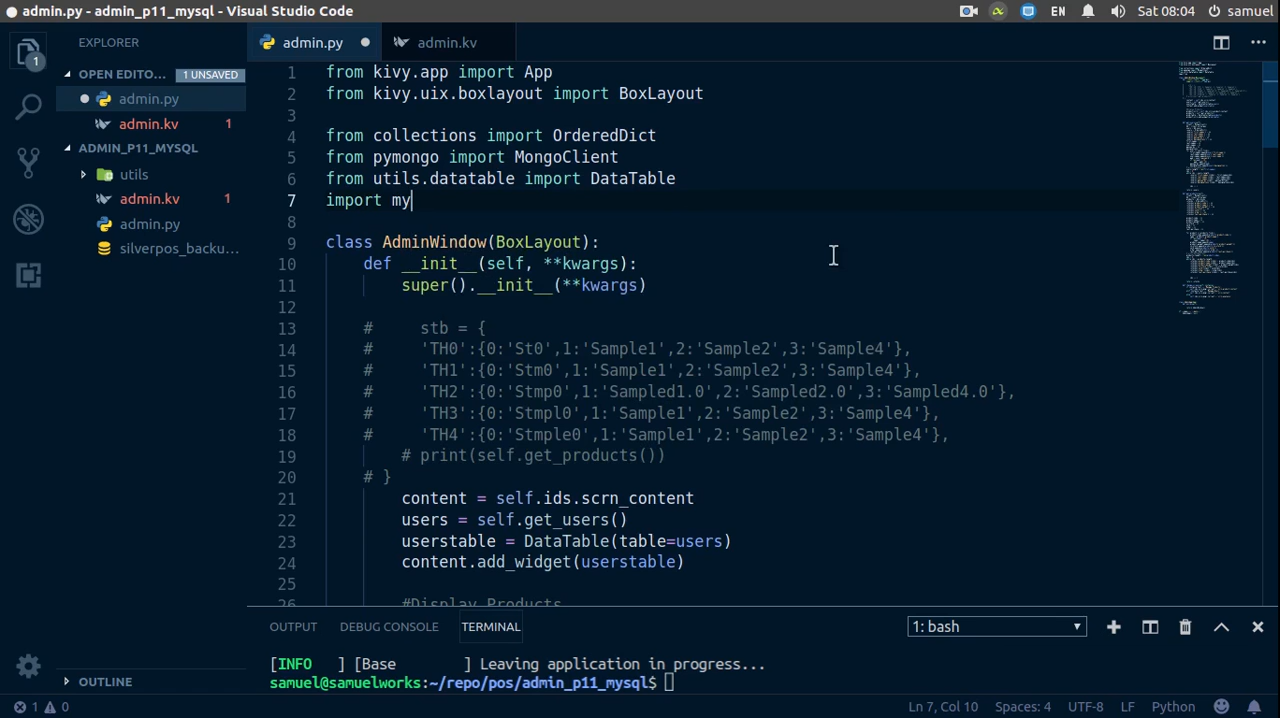 admin.py - admin_p11_mysql - Visual Studio Code
EN
Sat 08:04
samuel
EXPLORER
1
OPEN EDITO... 1 UNSAVED
admin.py
admin.kv 1
ADMIN_P11_MYSQL
utils
admin.kv 1
admin.py
silverpos_backu...
OUTLINE
admin.py
admin.kv
1 from kivy.app import App
2 from kivy.uix.boxlayout import BoxLayout
3
4 from collections import OrderedDict
5 from pymongo import MongoClient
6 from utils.datatable import DataTable
7 import my
8
9 class AdminWindow(BoxLayout):
10 def __init__(self, **kwargs):
11 super().__init__(**kwargs)
12
13 # stb = {
14 # 'TH0':{0:'St0',1:'Sample1',2:'Sample2',3:'Sample4'},
15 # 'TH1':{0:'Stm0',1:'Sample1',2:'Sample2',3:'Sample4'},
16 # 'TH2':{0:'Stmp0',1:'Sampled1.0',2:'Sampled2.0',3:'Sampled4.0'},
17 # 'TH3':{0:'Stmpl0',1:'Sample1',2:'Sample2',3:'Sample4'},
18 # 'TH4':{0:'Stmple0',1:'Sample1',2:'Sample2',3:'Sample4'},
19 # print(self.get_products())
20 # }
21 content = self.ids.scrn_content
22 users = self.get_users()
23 userstable = DataTable(table=users)
24 content.add_widget(userstable)
25
26 #Display Products
OUTPUT DEBUG CONSOLE TERMINAL 1: bash
[INFO ] [Base ] Leaving application in progress...
samuel@samuelworks:~/repo/pos/admin_p11_mysql$
1 0 Ln 7, Col 10 Spaces: 4 UTF-8 LF Python